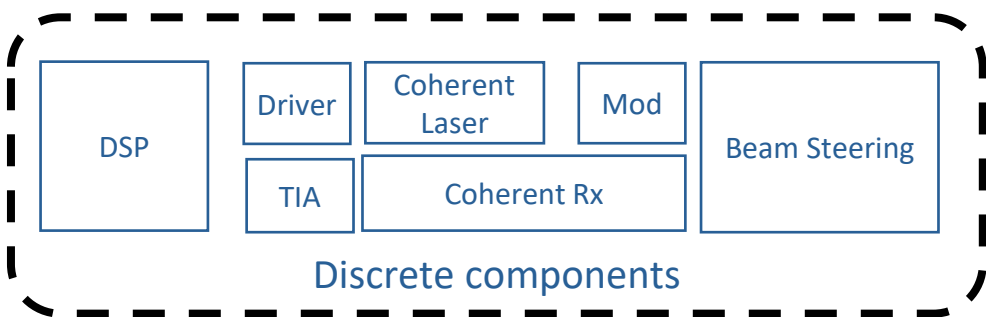 DSP
Driver
Coherent
Laser
Mod
Beam Steering
TIA
Coherent Rx
Discrete components